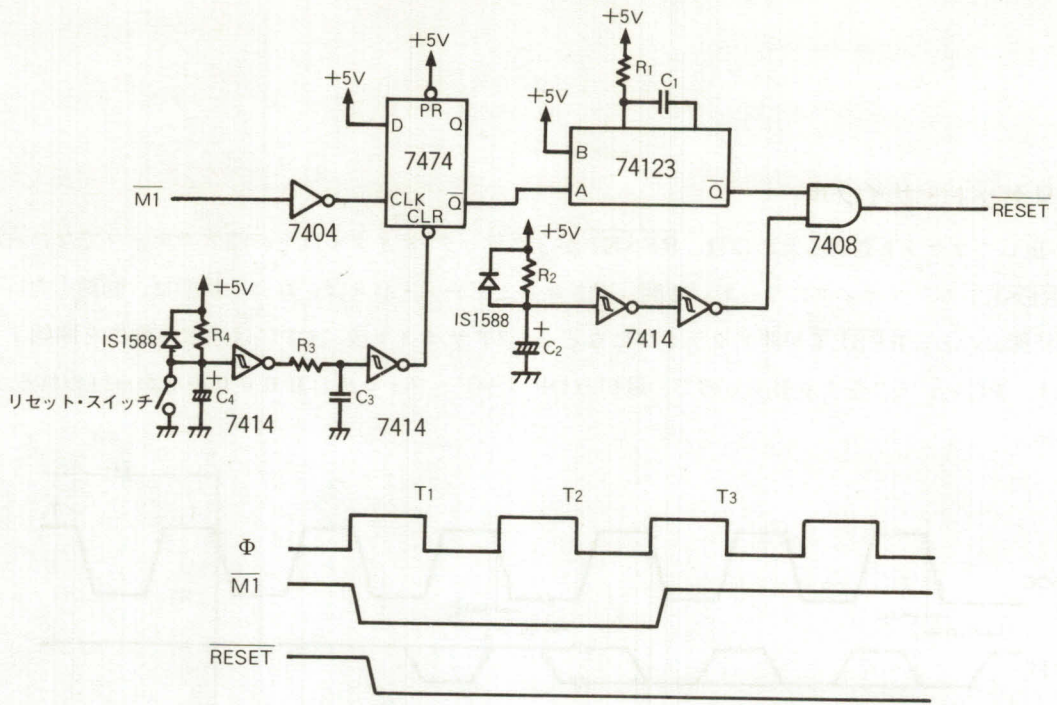 +5V
+5V
+5V
+5V
R1
C1
PR
D
Q
7474
B
74123
M1
CLK
Q
A
Q
CLR
RESET
7404
7408
+5V
+5V
R2
IS1588
+
C2
7414
IS1588
R4
R3
+
C4
C3
リセット・スイッチ
7414
7414
T1
T2
T3
Φ
M1
RESET